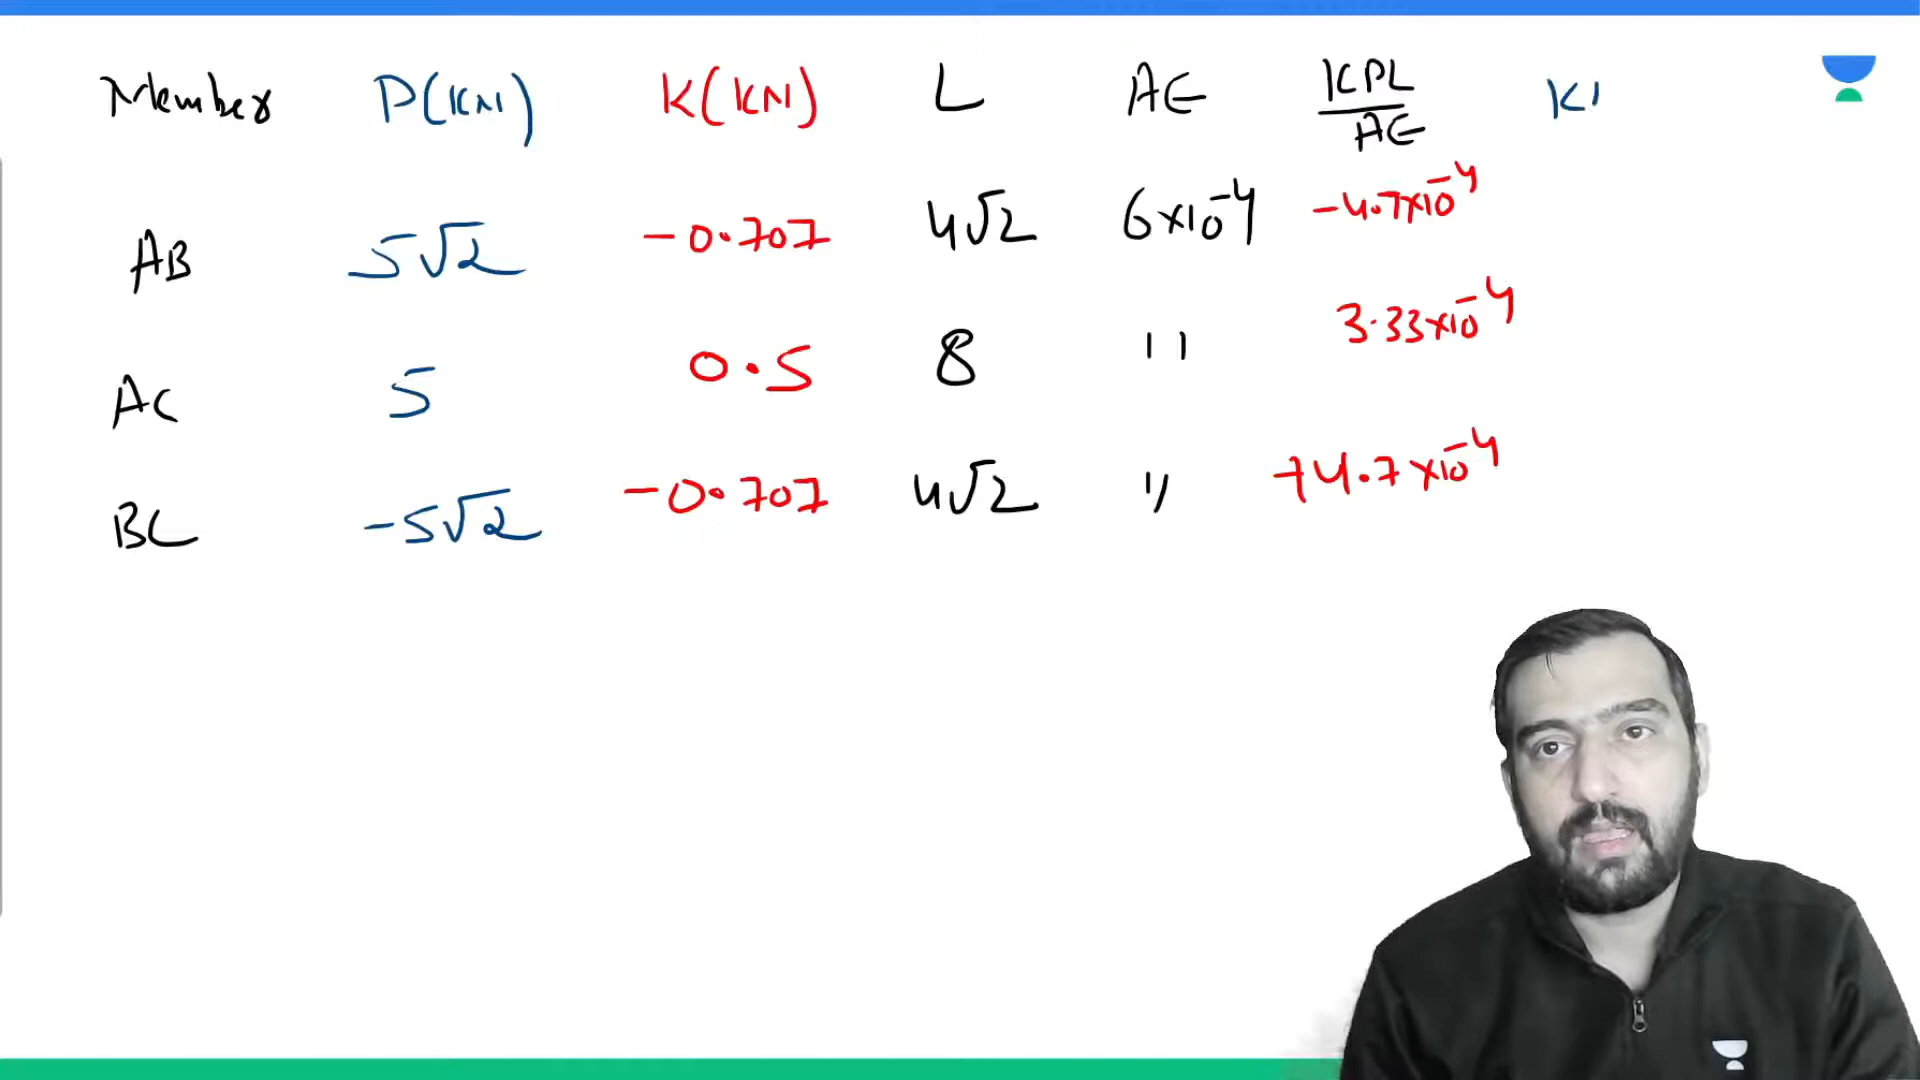 Member P(KN) K(KN) L AE KPL/AE K'
AB 5√2 -0.707 4√2 6×10⁻⁴ -4.7×10⁻⁴
AC 5 0.5 8 '' 3.33×10⁻⁴
BC -5√2 -0.707 4√2 '' +4.7×10⁻⁴